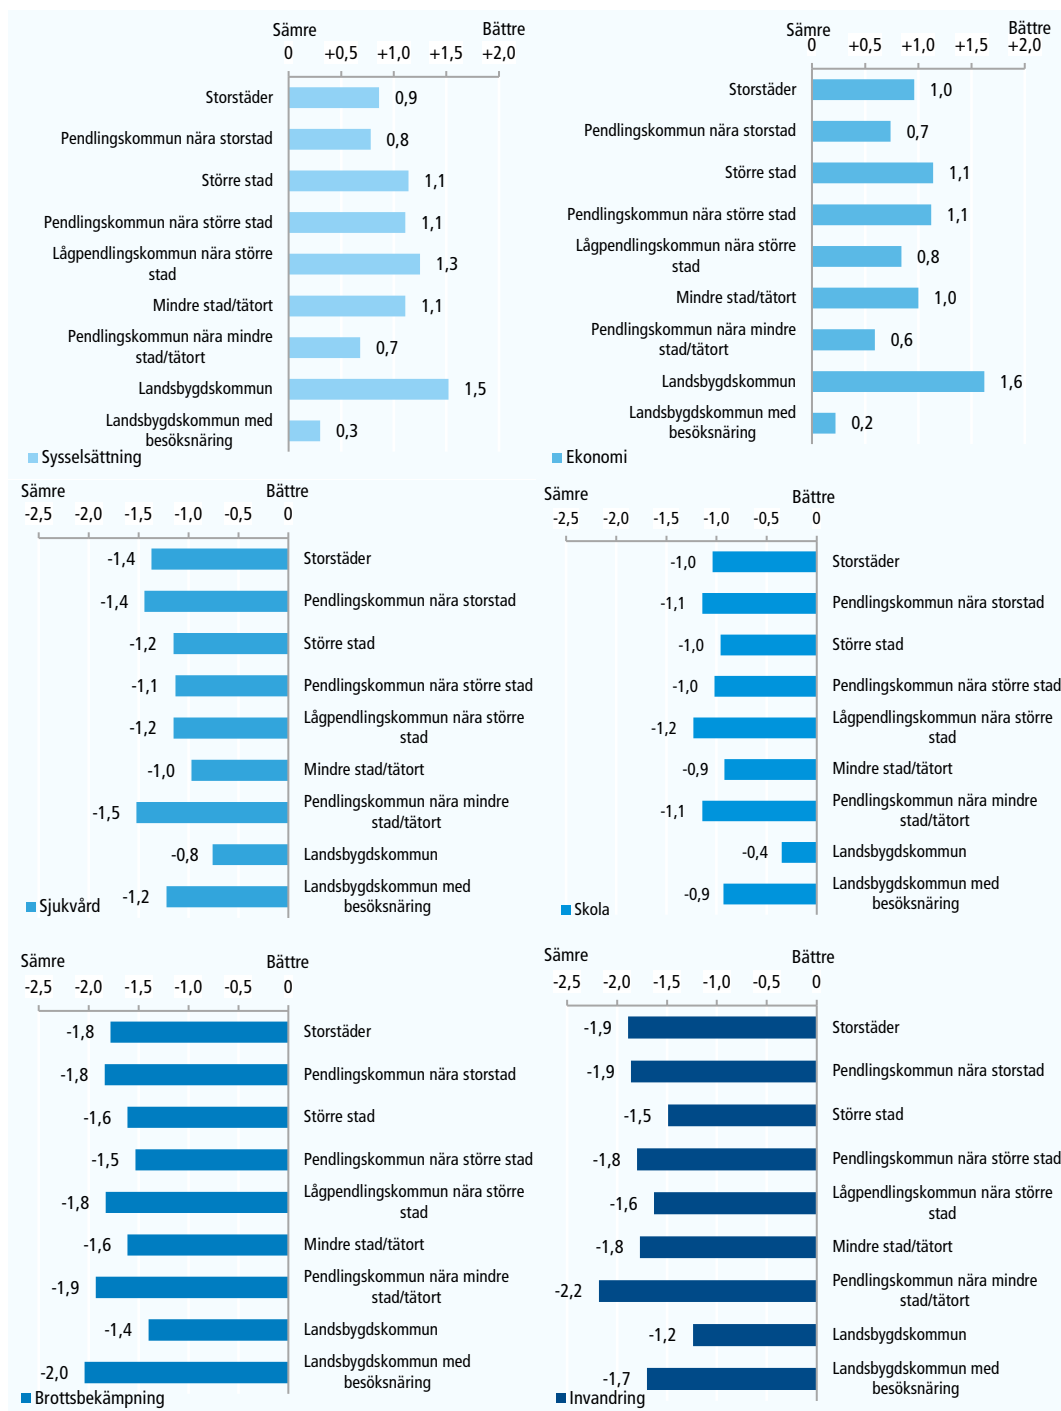 Sämre Bättre
0 +0,5 +1,0 +1,5 +2,0
Storstäder 0,9
Pendlingskommun nära storstad 0,8
Större stad 1,1
Pendlingskommun nära större stad 1,1
Lågpendlingskommun nära större
stad 1,3
Mindre stad/tätort 1,1
Pendlingskommun nära mindre
stad/tätort 0,7
Landsbygdskommun 1,5
Landsbygdskommun med
besöksnäring 0,3
Sysselsättning
Sämre Bättre
0 +0,5 +1,0 +1,5 +2,0
Storstäder 1,0
Pendlingskommun nära storstad 0,7
Större stad 1,1
Pendlingskommun nära större stad 1,1
Lågpendlingskommun nära större
stad 0,8
Mindre stad/tätort 1,0
Pendlingskommun nära mindre
stad/tätort 0,6
Landsbygdskommun 1,6
Landsbygdskommun med
besöksnäring 0,2
Ekonomi
Sämre Bättre
-2,5 -2,0 -1,5 -1,0 -0,5 0
-1,4 Storstäder
-1,4 Pendlingskommun nära storstad
-1,2 Större stad
-1,1 Pendlingskommun nära större stad
-1,2 Lågpendlingskommun nära större
stad
-1,0 Mindre stad/tätort
-1,5 Pendlingskommun nära mindre
stad/tätort
-0,8 Landsbygdskommun
-1,2 Landsbygdskommun med
besöksnäring
Sjukvård
Sämre Bättre
-2,5 -2,0 -1,5 -1,0 -0,5 0
-1,0 Storstäder
-1,1 Pendlingskommun nära storstad
-1,0 Större stad
-1,0 Pendlingskommun nära större stad
-1,2 Lågpendlingskommun nära större
stad
-0,9 Mindre stad/tätort
-1,1 Pendlingskommun nära mindre
stad/tätort
-0,4 Landsbygdskommun
-0,9 Landsbygdskommun med
besöksnäring
Skola
Sämre Bättre
-2,5 -2,0 -1,5 -1,0 -0,5 0
-1,8 Storstäder
-1,8 Pendlingskommun nära storstad
-1,6 Större stad
-1,5 Pendlingskommun nära större stad
-1,8 Lågpendlingskommun nära större
stad
-1,6 Mindre stad/tätort
-1,9 Pendlingskommun nära mindre
stad/tätort
-1,4 Landsbygdskommun
-2,0 Landsbygdskommun med
besöksnäring
Brottsbekämpning
Sämre Bättre
-2,5 -2,0 -1,5 -1,0 -0,5 0
-1,9 Storstäder
-1,9 Pendlingskommun nära storstad
-1,5 Större stad
-1,8 Pendlingskommun nära större stad
-1,6 Lågpendlingskommun nära större
stad
-1,8 Mindre stad/tätort
-2,2 Pendlingskommun nära mindre
stad/tätort
-1,2 Landsbygdskommun
-1,7 Landsbygdskommun med
besöksnäring
Invandring